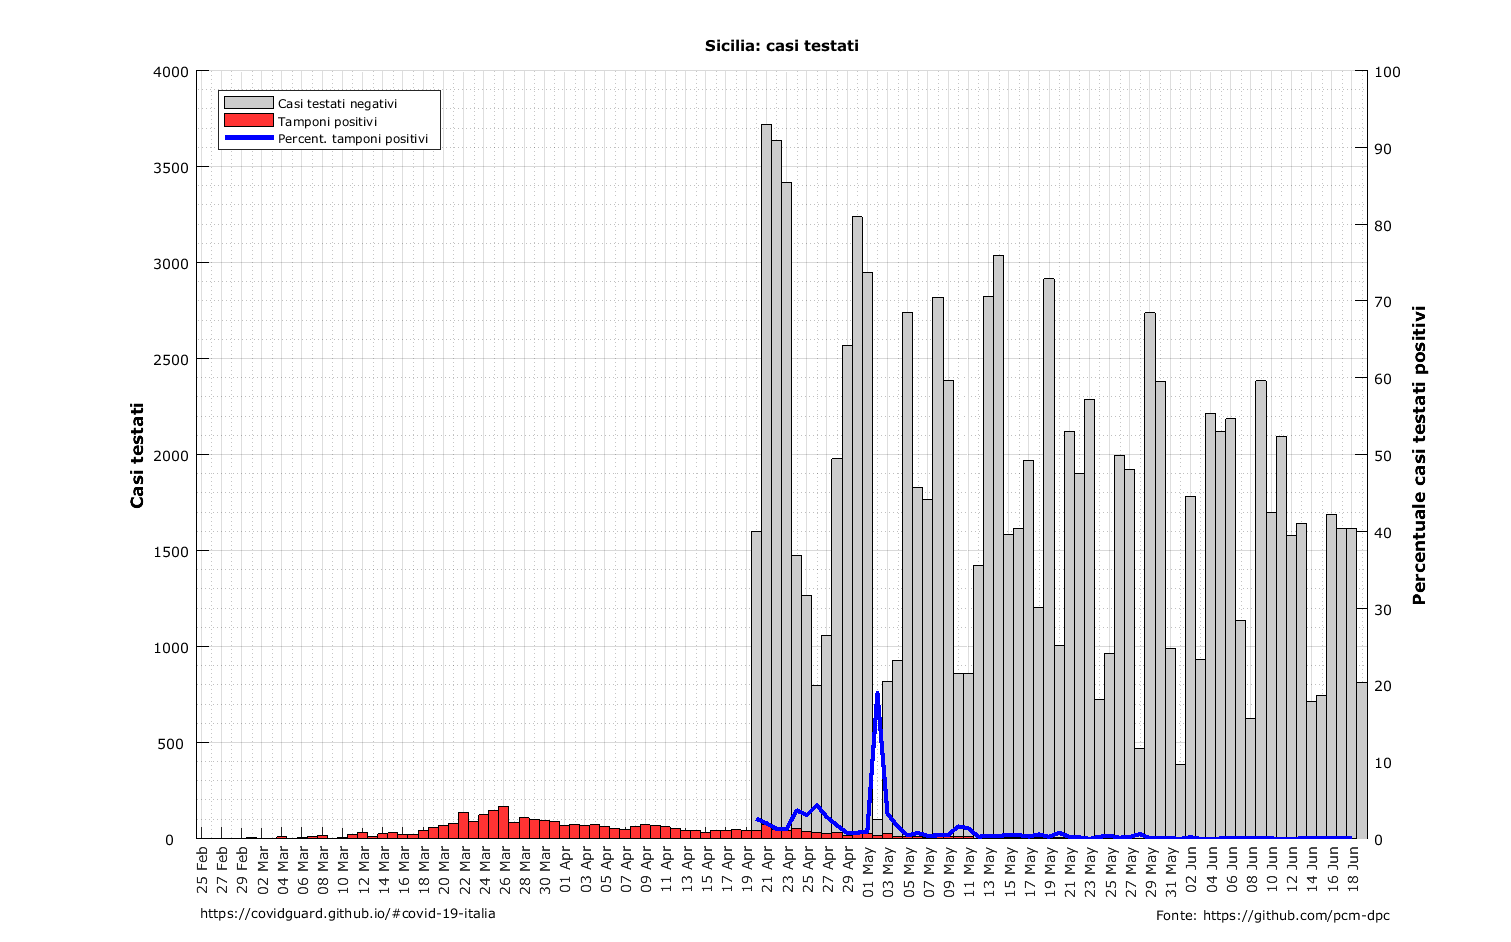 Sicilia: casi testati
Casi testati negativi
Tamponi positivi
Percent. tamponi positivi
4000
3500
3000
2500
2000
1500
1000
500
0
Casi testati
100
90
80
70
60
50
40
30
20
10
0
Percentuale casi testati positivi
25 Feb
27 Feb
29 Feb
02 Mar
04 Mar
06 Mar
08 Mar
10 Mar
12 Mar
14 Mar
16 Mar
18 Mar
20 Mar
22 Mar
24 Mar
26 Mar
28 Mar
30 Mar
01 Apr
03 Apr
05 Apr
07 Apr
09 Apr
11 Apr
13 Apr
15 Apr
17 Apr
19 Apr
21 Apr
23 Apr
25 Apr
27 Apr
29 Apr
01 May
03 May
05 May
07 May
09 May
11 May
13 May
15 May
17 May
19 May
21 May
23 May
25 May
27 May
29 May
31 May
02 Jun
04 Jun
06 Jun
08 Jun
10 Jun
12 Jun
14 Jun
16 Jun
18 Jun
https://covidguard.github.io/#covid-19-italia
Fonte: https://github.com/pcm-dpc